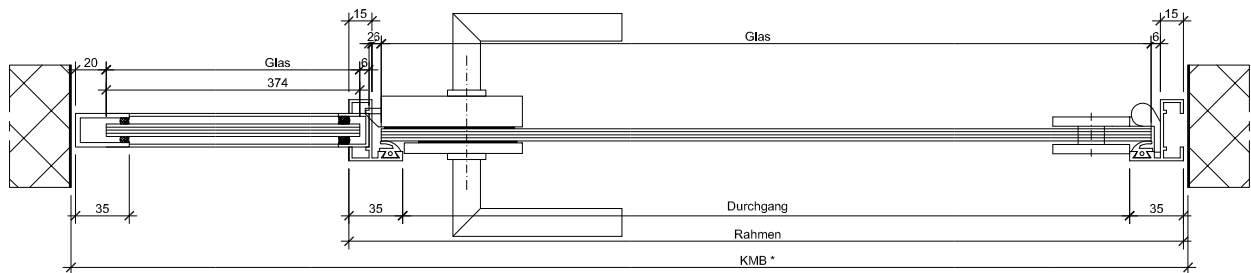 15 15
26 Glas 6
20 Glas 6
374
35 35 Durchgang 35
Rahmen
KMB *